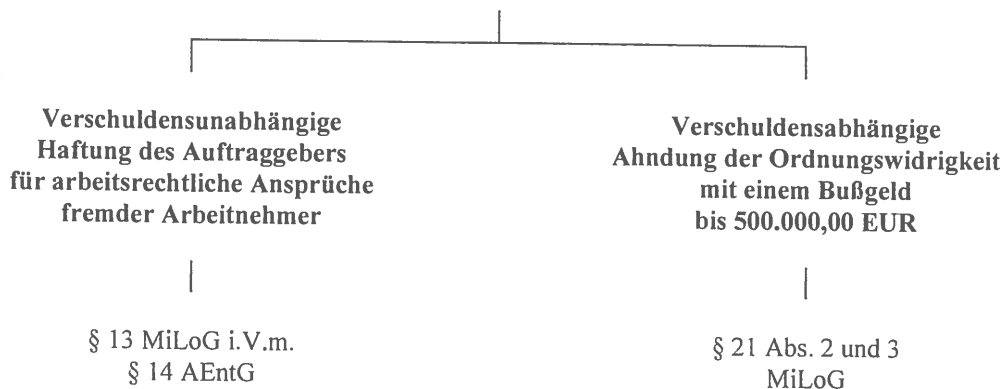 Verschuldensunabhängige
Haftung des Auftraggebers
für arbeitsrechtliche Ansprüche
fremder Arbeitnehmer
§ 13 MiLoG i.V.m.
§ 14 AEntG
Verschuldensabhängige
Ahndung der Ordnungswidrigkeit
mit einem Bußgeld
bis 500.000,00 EUR
§ 21 Abs. 2 und 3
MiLoG